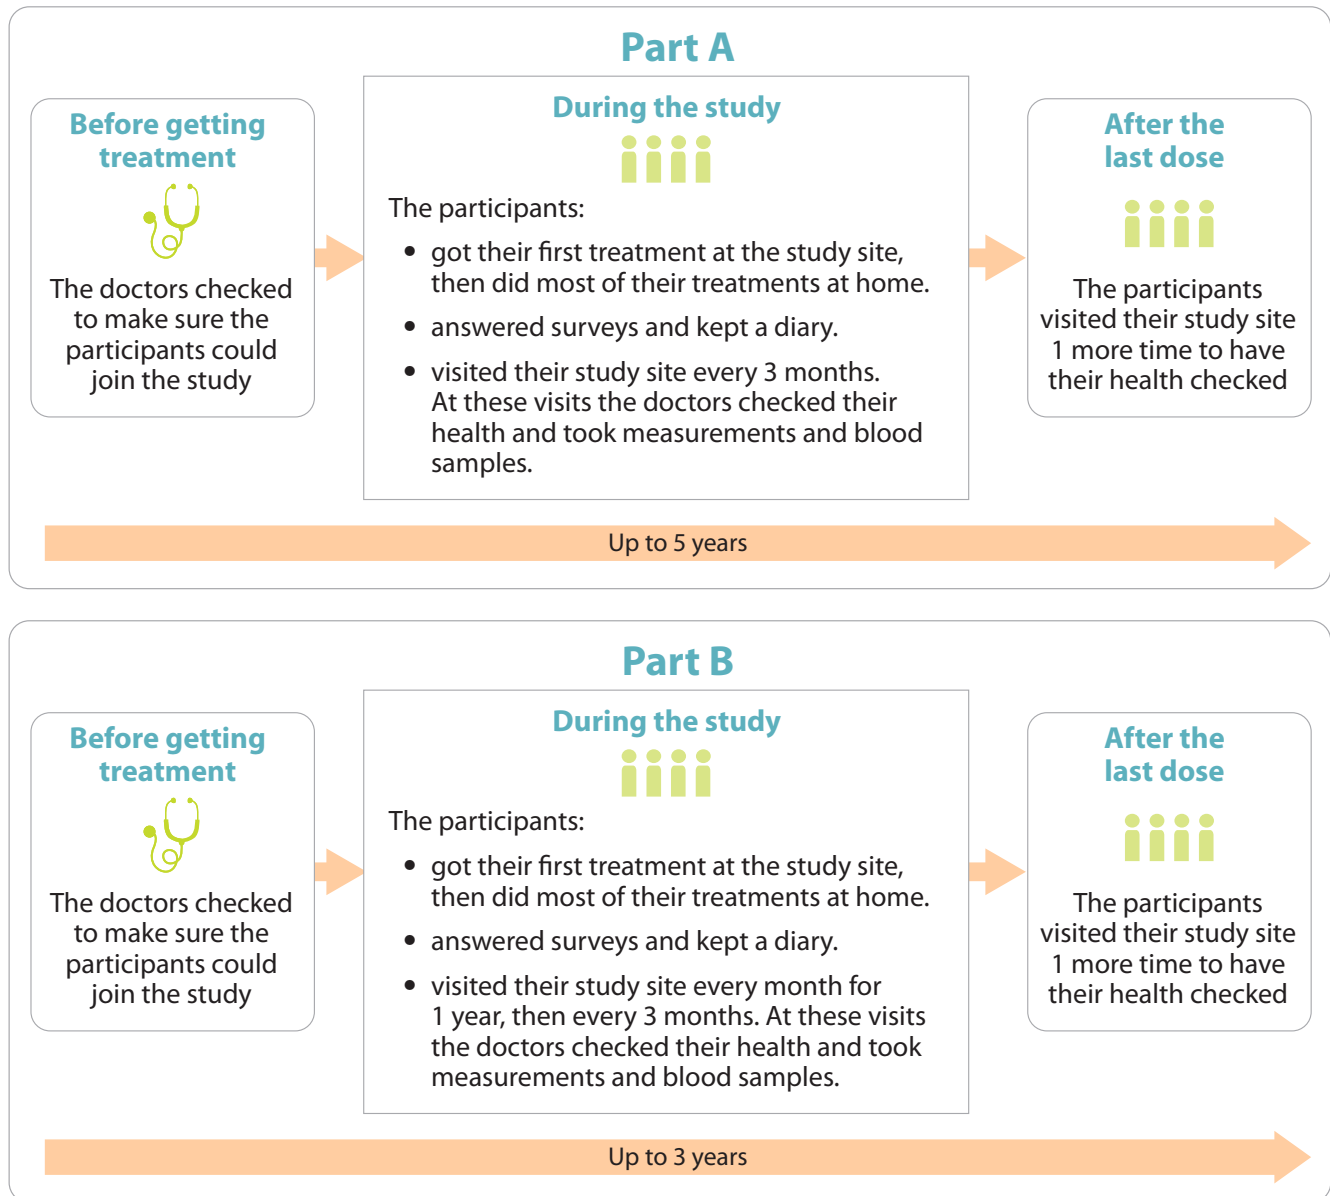 Part A
Before getting
treatment
The doctors checked
to make sure the
participants could
join the study
During the study
The participants:
• got their first treatment at the study site,
then did most of their treatments at home.
• answered surveys and kept a diary.
• visited their study site every 3 months.
At these visits the doctors checked their
health and took measurements and blood
samples.
After the
last dose
The participants
visited their study site
1 more time to have
their health checked
Up to 5 years
Part B
Before getting
treatment
The doctors checked
to make sure the
participants could
join the study
During the study
The participants:
• got their first treatment at the study site,
then did most of their treatments at home.
• answered surveys and kept a diary.
• visited their study site every month for
1 year, then every 3 months. At these visits
the doctors checked their health and took
measurements and blood samples.
After the
last dose
The participants
visited their study site
1 more time to have
their health checked
Up to 3 years